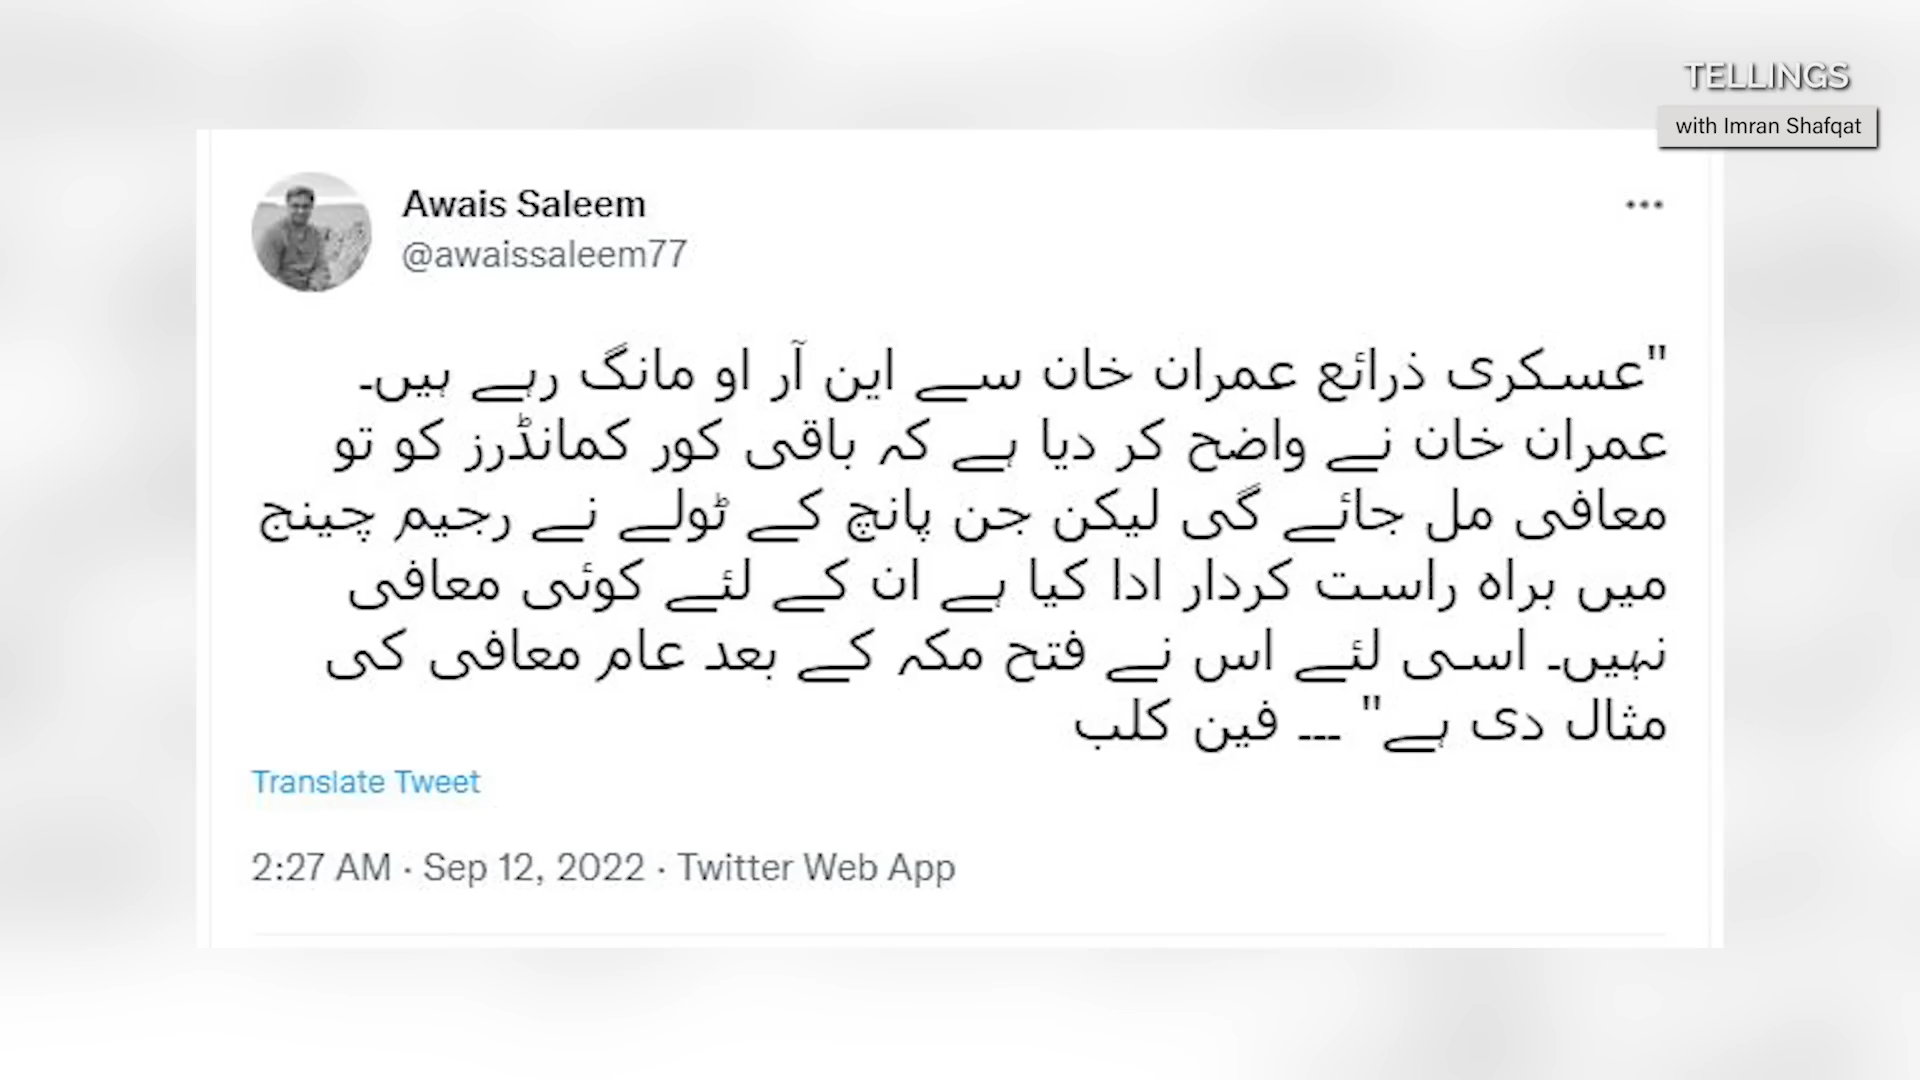 TELLINGS
with Imran Shafqat
Awais Saleem
@awaissaleem77
"عسکری ذرائع عمران خان سے این آر او مانگ رہے ہیں۔
عمران خان نے واضح کر دیا ہے کہ باقی کور کمانڈرز کو تو
معافی مل جائے گی لیکن جن پانچ کے ٹولے نے رجیم چینج
میں براہ راست کردار ادا کیا ہے ان کے لئے کوئی معافی
نہیں۔ اسی لئے اس نے فتح مکہ کے بعد عام معافی کی
مثال دی ہے" --- فین کلب
Translate Tweet
2:27 AM · Sep 12, 2022 · Twitter Web App